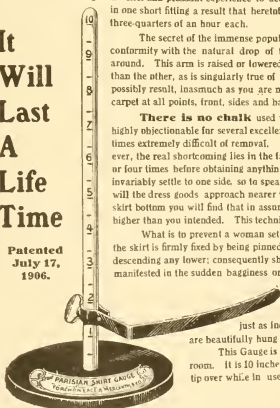 It
Will
Last
A
Life
Time
Patented
July 17,
1906.
10
9
8
7
6
5
4
3
2
1
in one short fitting a result that heretof
three-quarters of an hour each.
The secret of the immense popul
conformity with the natural drop of t
around. This arm is raised or lowered
than the other, as is singularly true of
possibly result, inasmuch as you are n
carpet at all points, front, sides and ba
There is no chalk used
highly objectionable for several excelle
times extremely difficult of removal.
ever, the real shortcoming lies in the fa
or four times before obtaining anythin
invariably settle to one side, so to speak
will the dress goods approach nearer
skirt bottom you will find that in assur
higher than you intended. This techni
What is to prevent a woman set
the skirt is firmly fixed by being pinned
descending any lower; consequently sh
manifested in the sudden bagginess or
just as inc
are beautifully hung
This Gauge is
room. It is 10 inche
tip over while in use
PARISIAN SKIRT GAUGE